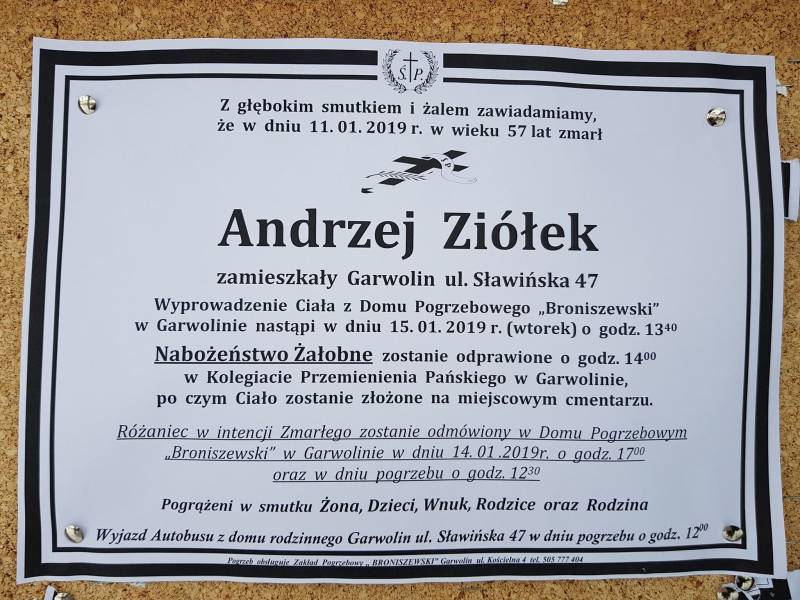 Ś. P.
Z głębokim smutkiem i żalem zawiadamiamy,
że w dniu 11.01.2019 r. w wieku 57 lat zmarł
Andrzej Ziółek
zamieszkały Garwolin ul. Sławińska 47
Wyprowadzenie Ciała z Domu Pogrzebowego „Broniszewski"
w Garwolinie nastąpi w dniu 15.01.2019 r. (wtorek) o godz. 13⁴⁰
Nabożeństwo Żałobne zostanie odprawione o godz. 14⁰⁰
w Kolegiacie Przemienienia Pańskiego w Garwolinie,
po czym Ciało zostanie złożone na miejscowym cmentarzu.
Różaniec w intencji Zmarłego zostanie odmówiony w Domu Pogrzebowym
„Broniszewski" w Garwolinie w dniu 14.01.2019r. o godz. 17⁰⁰
oraz w dniu pogrzebu o godz. 12³⁰
Pogrążeni w smutku Żona, Dzieci, Wnuk, Rodzice oraz Rodzina
Wyjazd Autobusu z domu rodzinnego Garwolin ul. Sławińska 47 w dniu pogrzebu o godz. 12⁰⁰
Pogrzeb obsługuje Zakład Pogrzebowy „ BRONISZEWSKI" Garwolin ul. Kościelna 4 tel. 505 777 404